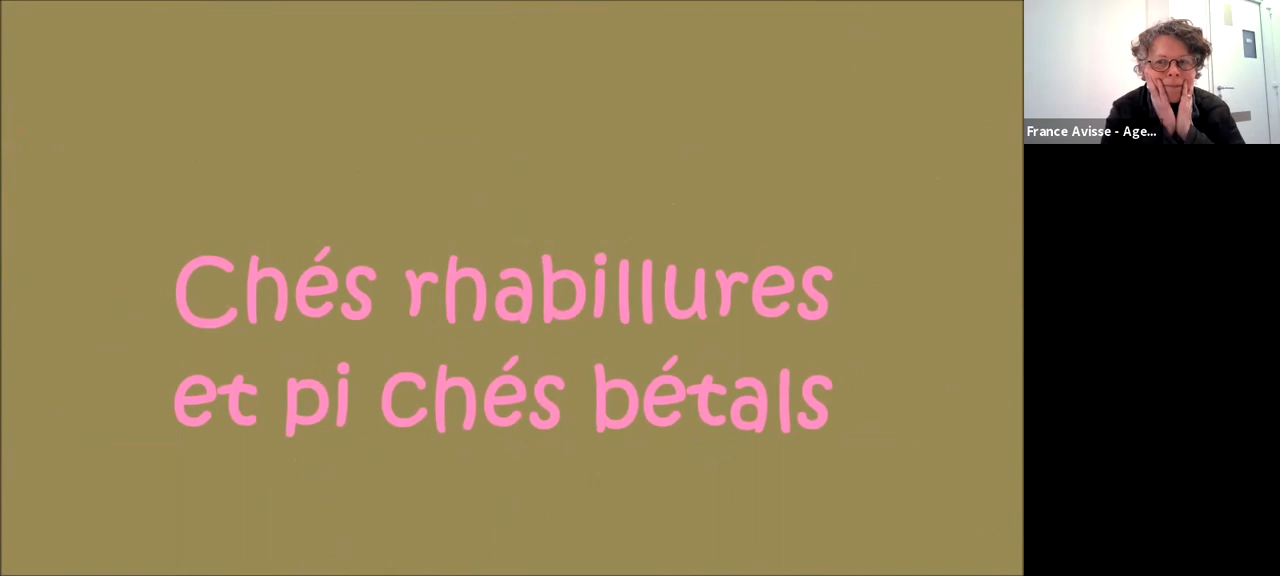 Chés rhabillures
et pi chés bétals
France Avisse - Age...